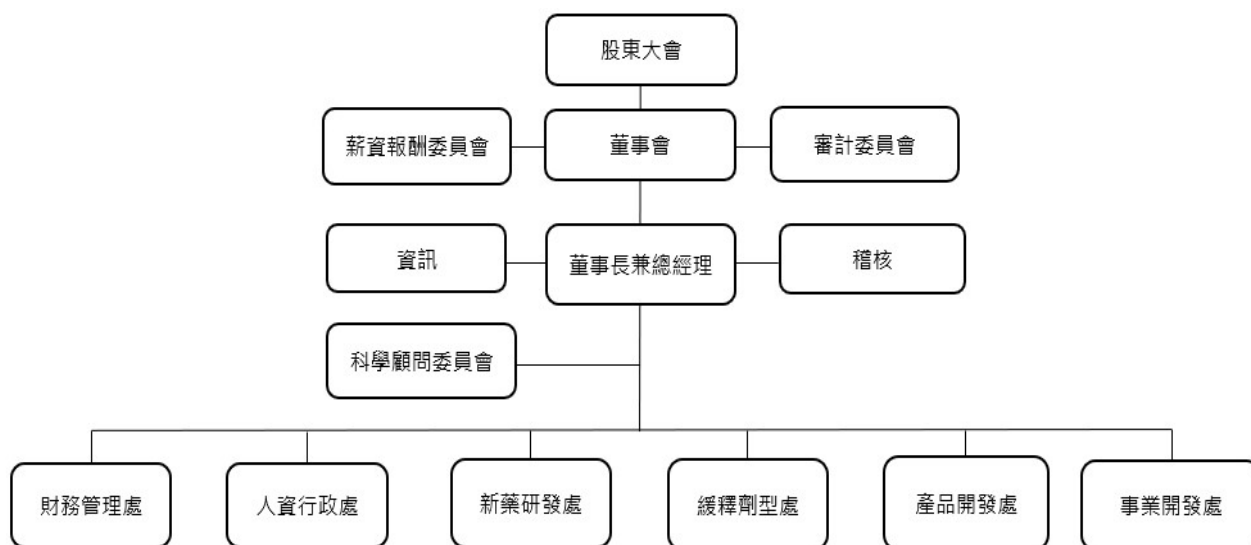 股東大會
薪資報酬委員會
董事會
審計委員會
資訊
董事長兼總經理
稽核
科學顧問委員會
財務管理處
人資行政處
新藥研發處
緩釋劑型處
產品開發處
事業開發處